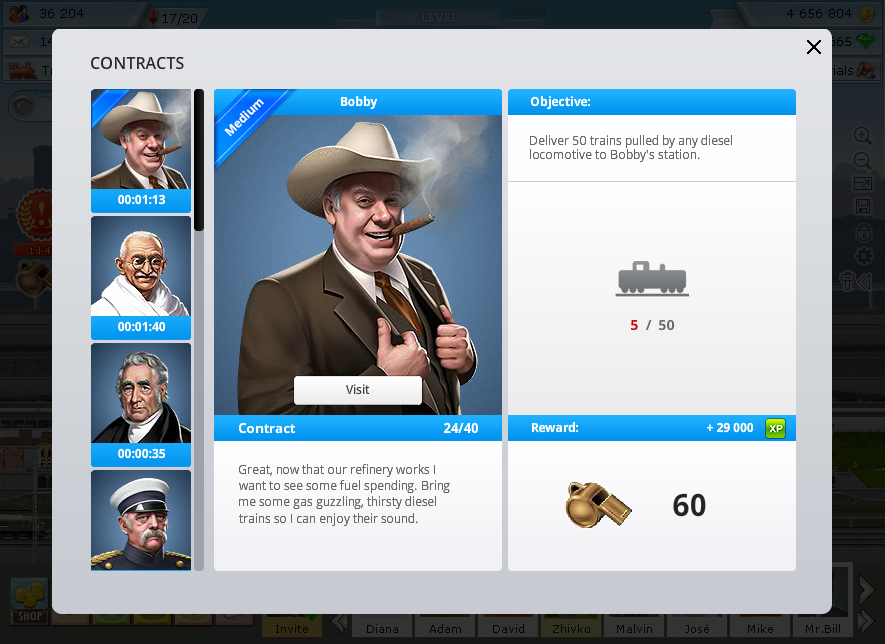 36 204
17/20
LEVEL
4 656 804
CONTRACTS
00:01:13
00:01:40
00:00:35
Medium
Bobby
Visit
Contract 24/40
Great, now that our refinery works I
want to see some fuel spending. Bring
me some gas guzzling, thirsty diesel
trains so I can enjoy their sound.
Objective:
Deliver 50 trains pulled by any diesel
locomotive to Bobby's station.
5 / 50
Reward: + 29 000 XP
60
SHOP
Invite
Diana
Adam
David
Zhivko
Malvin
José
Mike
Mr.Bill